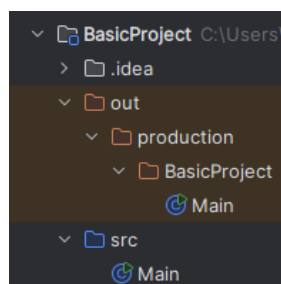 BasicProject C:\Users\
.idea
out
production
BasicProject
Main
src
Main